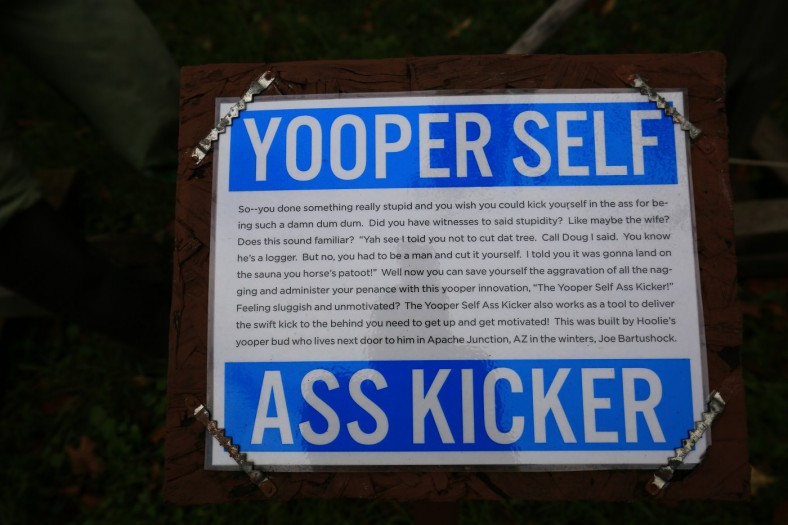 YOOPER SELF
So--you done something really stupid and you wish you could kick yourself in the ass for be-
ing such a damn dum dum. Did you have witnesses to said stupidity? Like maybe the wife?
Does this sound familiar? "Yah see I told you not to cut dat tree. Call Doug I said. You know
he's a logger. But no, you had to be a man and cut it yourself. I told you it was gonna land on
the sauna you horse's patoot!" Well now you can save yourself the aggravation of all the nag-
ging and administer your penance with this yooper innovation, "The Yooper Self Ass Kicker!"
Feeling sluggish and unmotivated? The Yooper Self Ass Kicker also works as a tool to deliver
the swift kick to the behind you need to get up and get motivated! This was built by Hoolie's
yooper bud who lives next door to him in Apache Junction, AZ in the winters, Joe Bartushock.
ASS KICKER